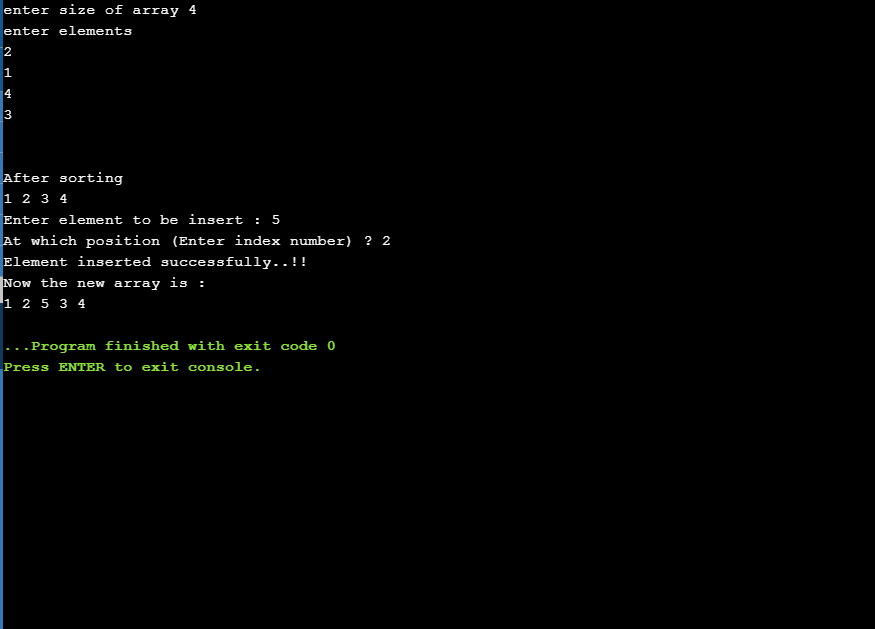 enter size of array 4
enter elements
2
1
4
3
After sorting
1 2 3 4
Enter element to be insert : 5
At which position (Enter index number) ? 2
Element inserted successfully..!!
Now the new array is :
1 2 5 3 4
...Program finished with exit code 0
Press ENTER to exit console.